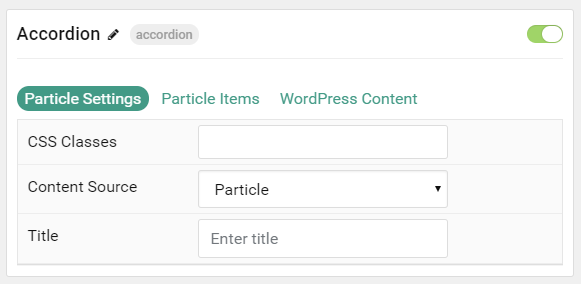 Accordion accordion
Particle Settings Particle Items WordPress Content
CSS Classes
Content Source Particle
Title Enter title